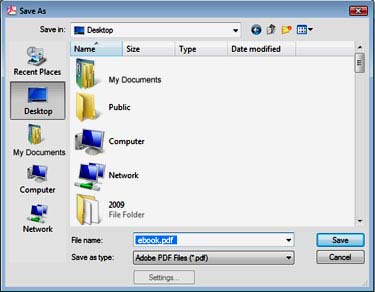 Save As
Save in: Desktop
Name Size Type Date modified
Recent Places
Desktop
My Documents
Computer
Network
My Documents
Public
Computer
Network
2009
File Folder
File name: ebook.pdf Save
Save as type: Adobe PDF Files (*.pdf) Cancel
Settings...